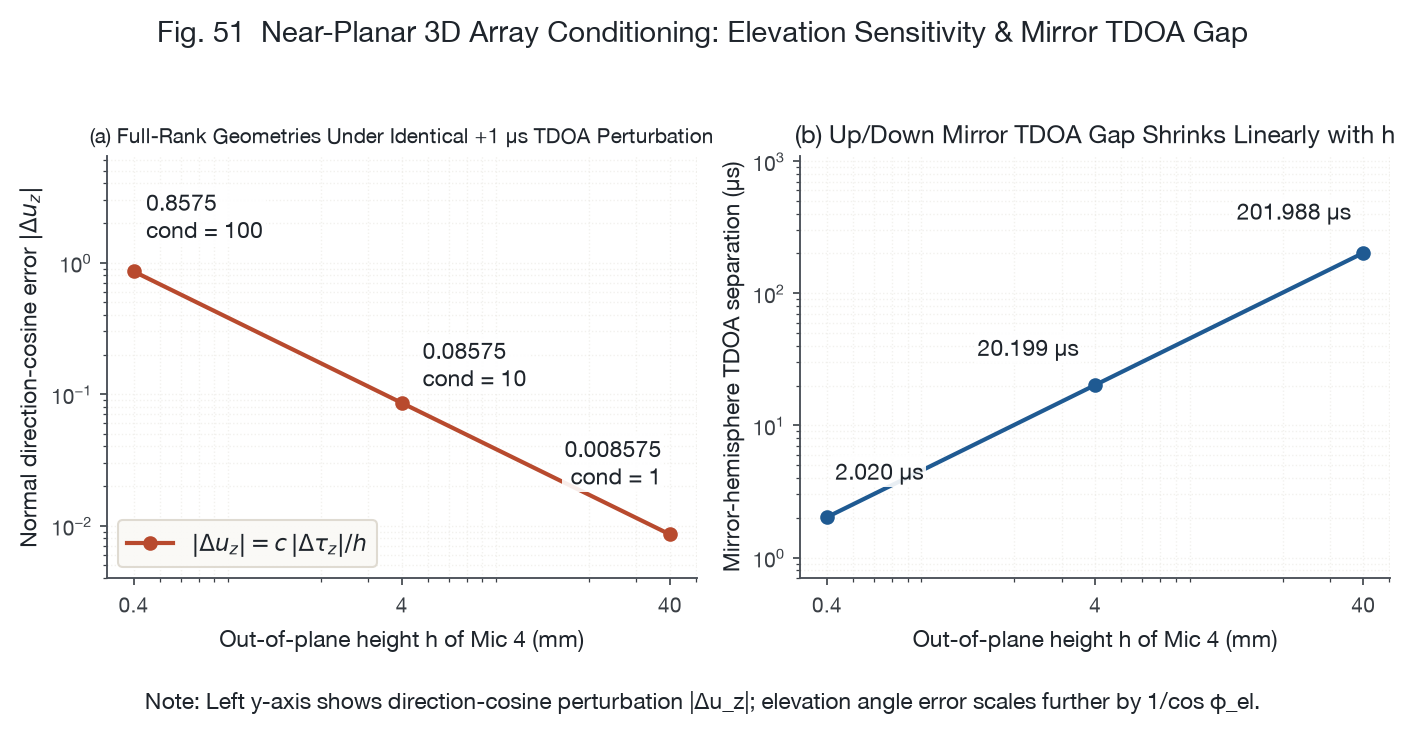 Fig. 51 Near-Planar 3D Array Conditioning: Elevation Sensitivity & Mirror TDOA Gap
(a) Full-Rank Geometries Under Identical +1 µs TDOA Perturbation
Normal direction-cosine error |Δu_z|
10⁰
10⁻¹
10⁻²
0.8575
cond = 100
0.08575
cond = 10
0.008575
cond = 1
|Δu_z| = c |Δτ_z|/h
0.4
4
40
Out-of-plane height h of Mic 4 (mm)
(b) Up/Down Mirror TDOA Gap Shrinks Linearly with h
Mirror-hemisphere TDOA separation (µs)
10³
10²
10¹
10⁰
201.988 µs
20.199 µs
2.020 µs
0.4
4
40
Out-of-plane height h of Mic 4 (mm)
Note: Left y-axis shows direction-cosine perturbation |Δu_z|; elevation angle error scales further by 1/cos φ_el.